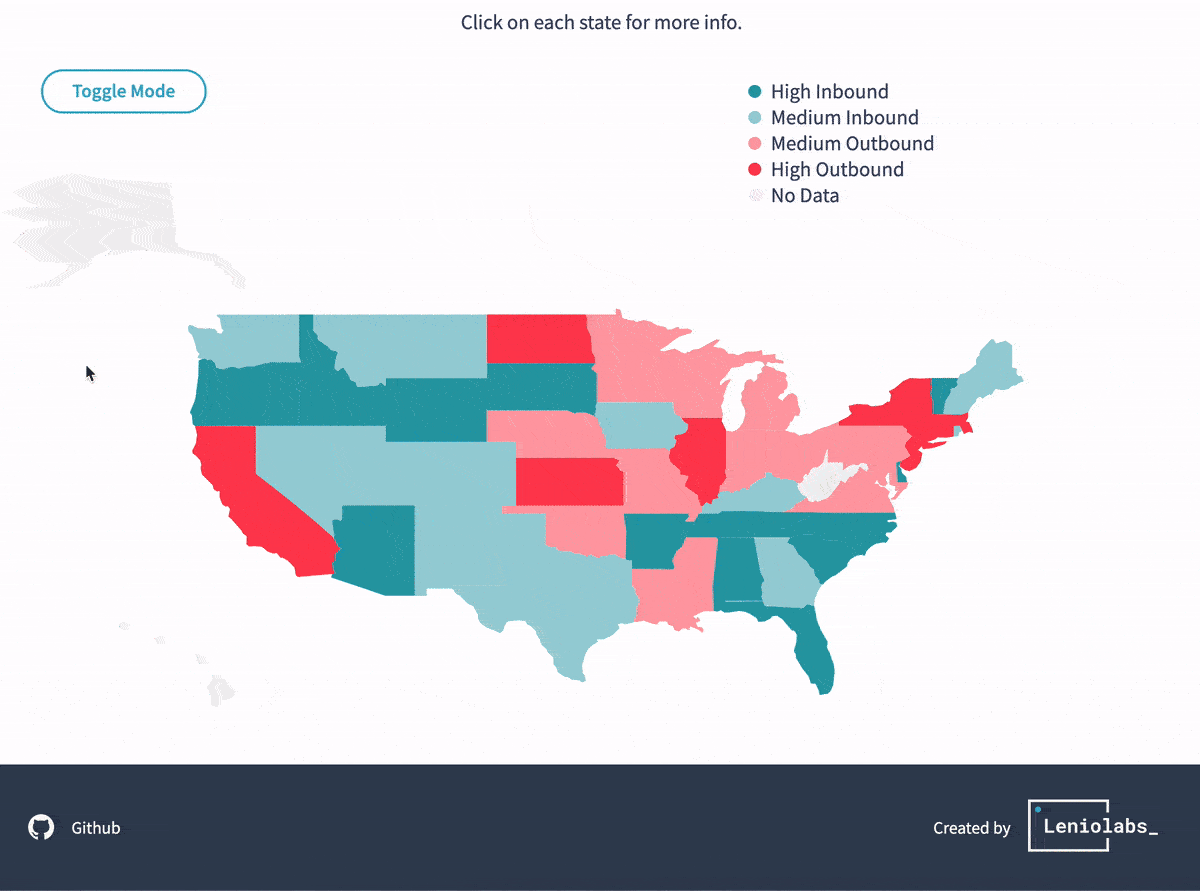 Click on each state for more info.
Toggle Mode
High Inbound
Medium Inbound
Medium Outbound
High Outbound
No Data
Github
Created by
Leniolabs_